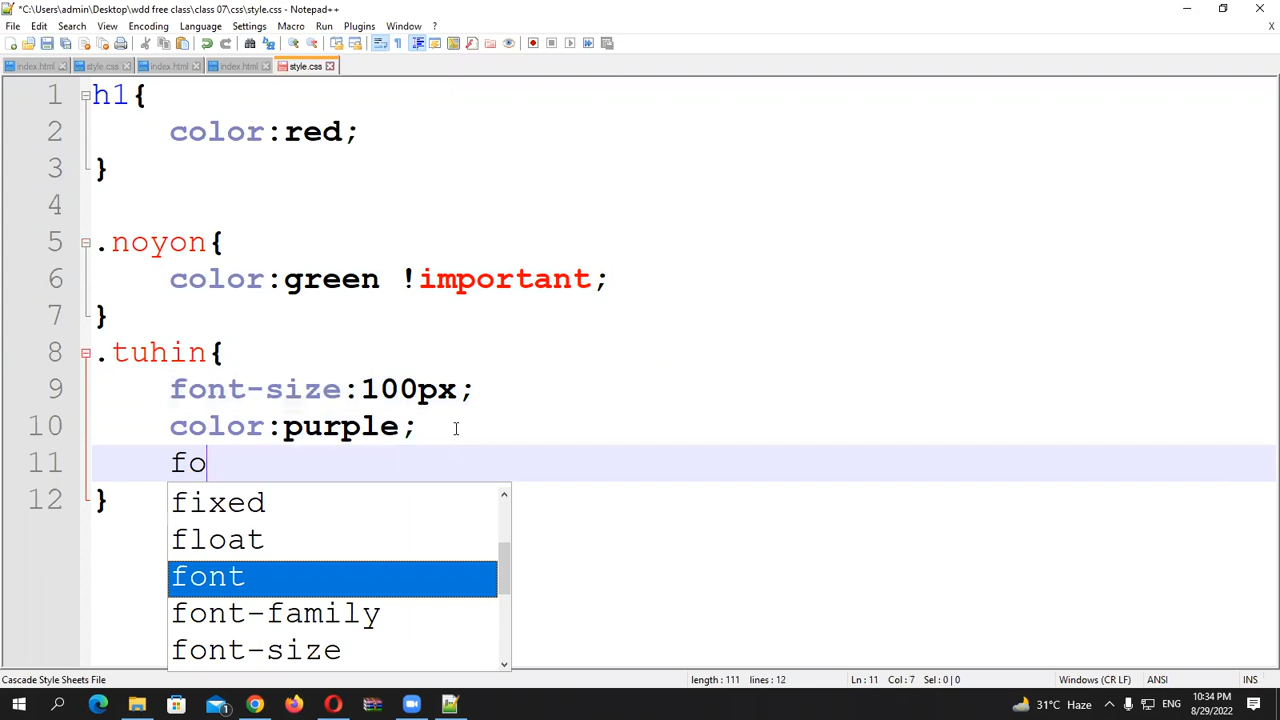 *C:\Users\admin\Desktop\wdd free class\class 07\css\style.css - Notepad++
File Edit Search View Encoding Language Settings Macro Run Plugins Window ?
X
index.html style.css index.html index.html style.css
1 h1{
2 color:red;
3 }
4
5 .noyon{
6 color:green !important;
7 }
8 .tuhin{
9 font-size:100px;
10 color:purple;
11 fo
12 }
fixed
float
font
font-family
font-size
Cascade Style Sheets File length : 111 lines : 12 Ln : 11 Col : 7 Sel : 0 | 0 Windows (CR LF) ANSI INS
31°C Haze ENG 10:34 PM
8/29/2022